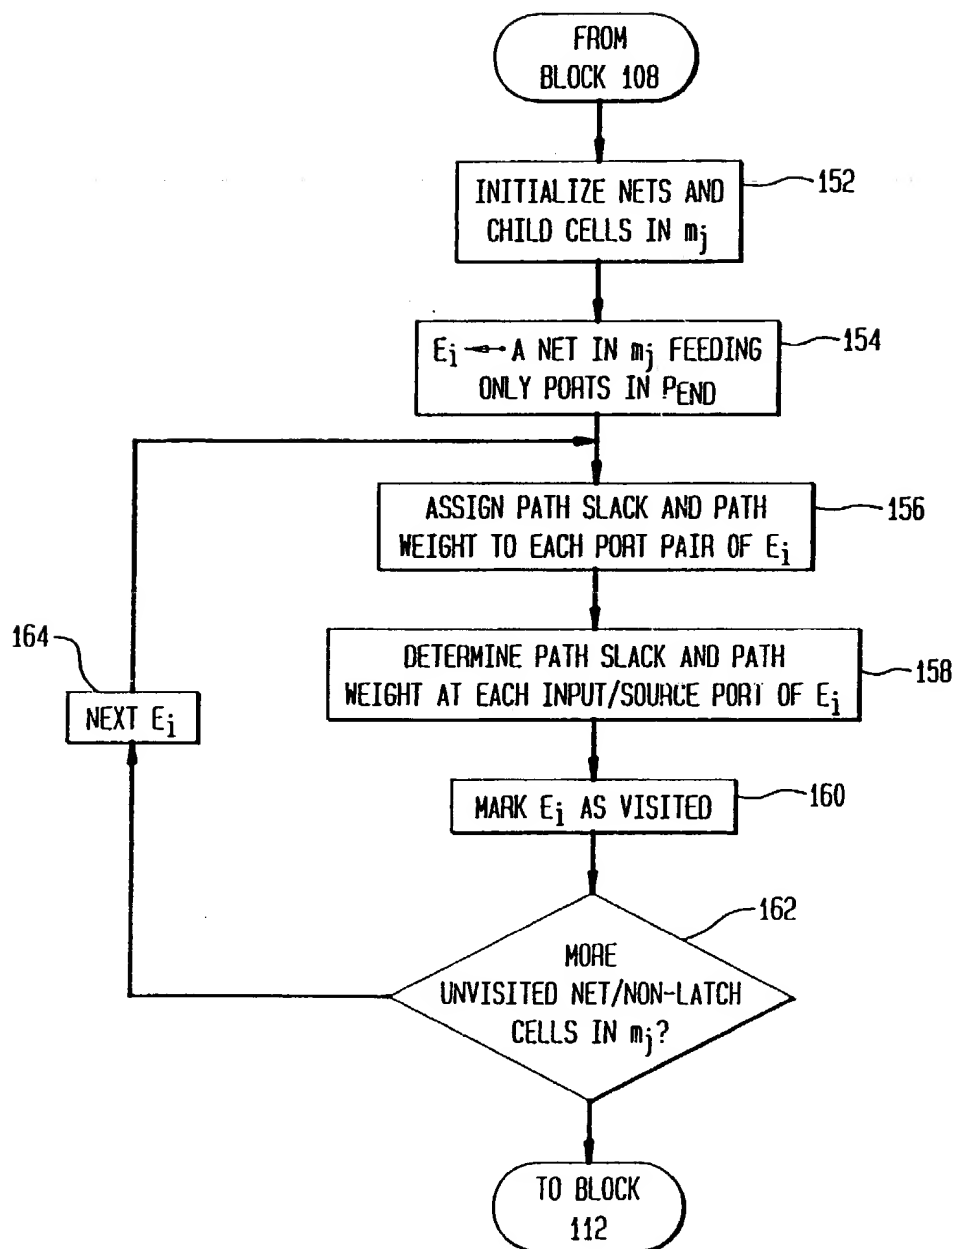 FROM
BLOCK 108
INITIALIZE NETS AND
CHILD CELLS IN mj
152
Ei ← A NET IN mj FEEDING
ONLY PORTS IN PEND
154
ASSIGN PATH SLACK AND PATH
WEIGHT TO EACH PORT PAIR OF Ei
156
DETERMINE PATH SLACK AND PATH
WEIGHT AT EACH INPUT/SOURCE PORT OF Ei
158
164
NEXT Ei
MARK Ei AS VISITED
160
162
MORE
UNVISITED NET/NON-LATCH
CELLS IN mj?
TO BLOCK
112